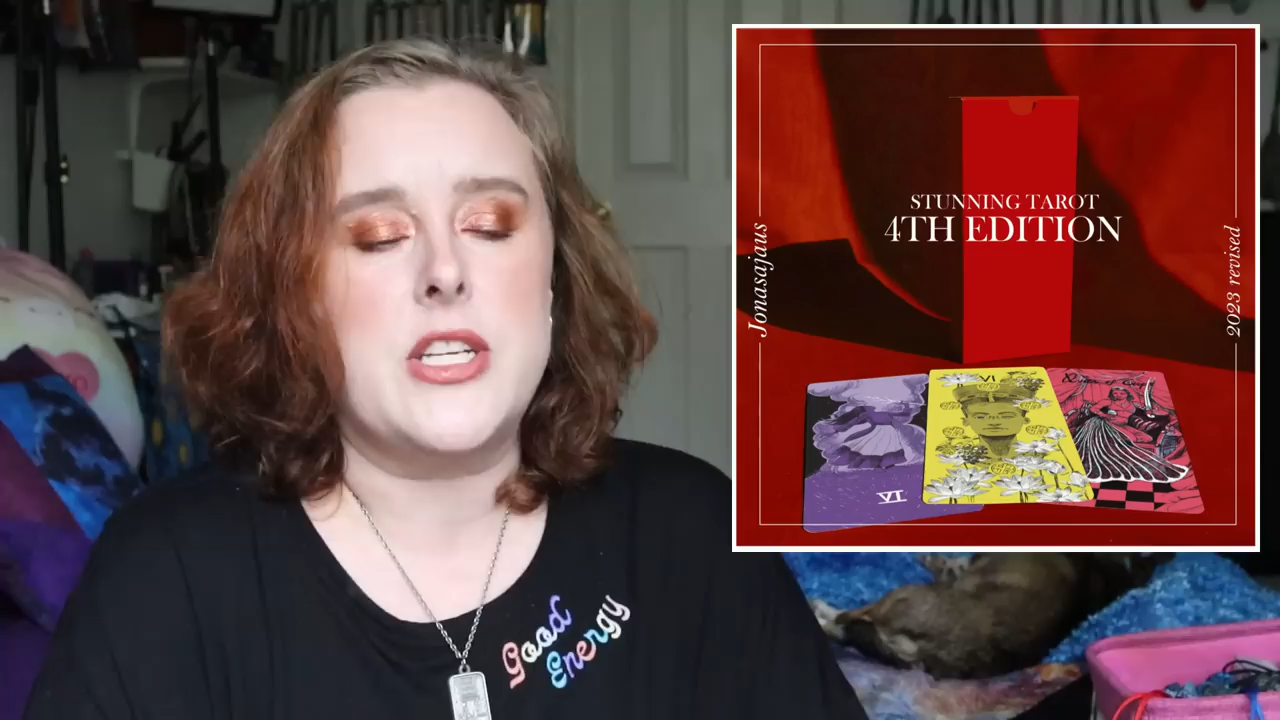 Good
Energy
STUNNING TAROT
4TH EDITION
Jonasajaus
2023 revised
VI
VI